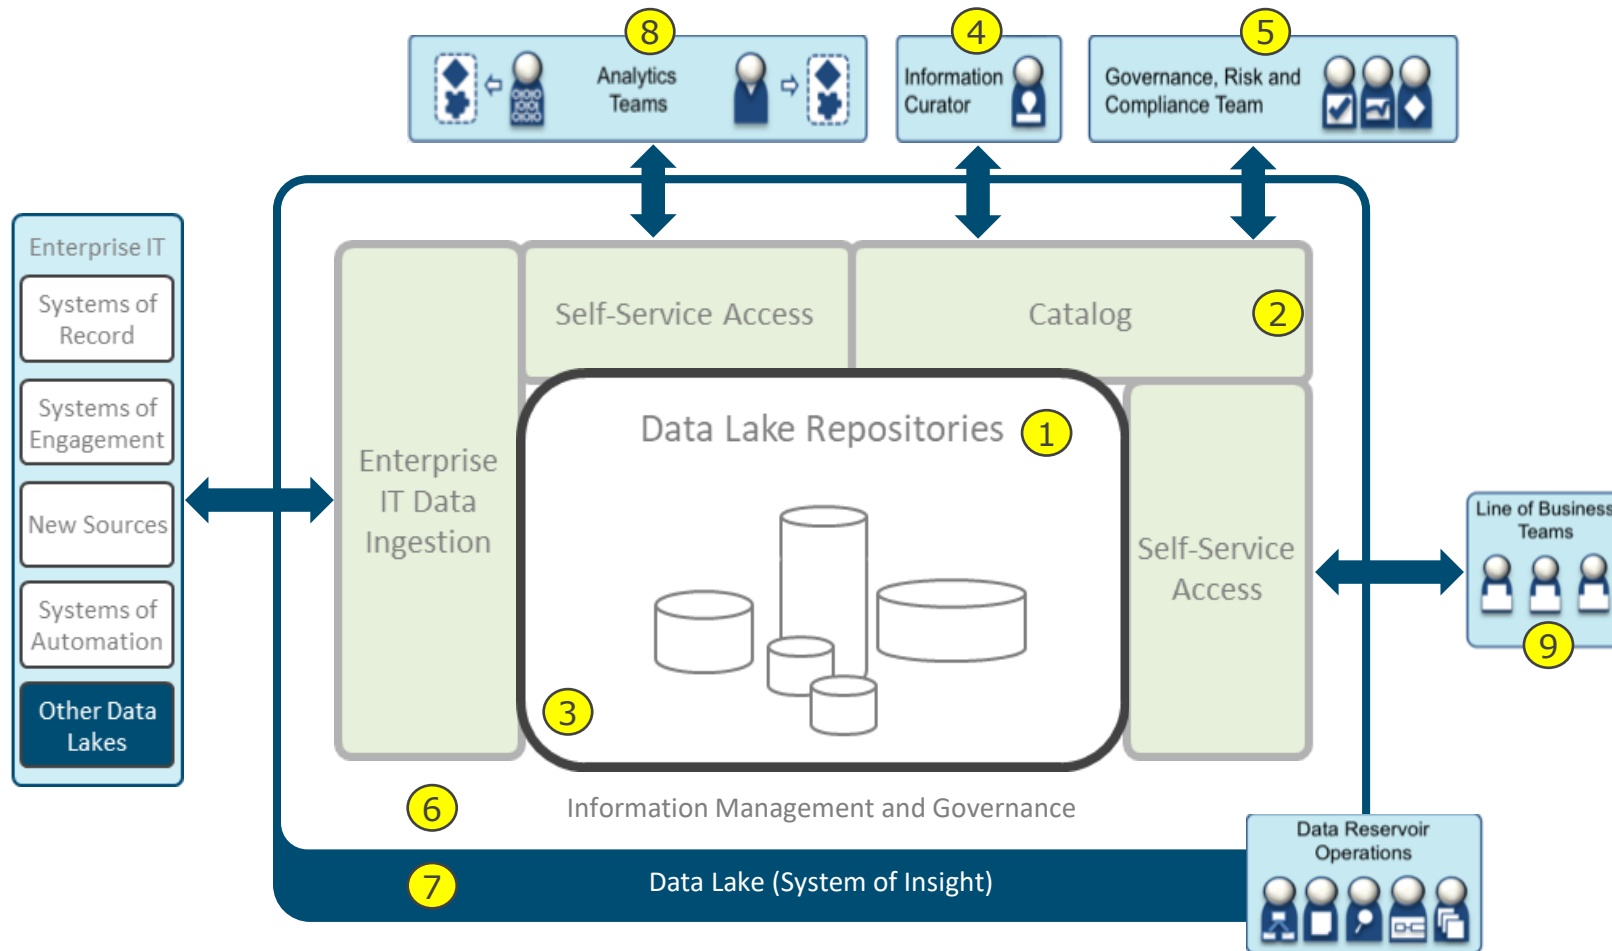 8
4
5
Analytics
Teams
Information
Curator
Governance, Risk and
Compliance Team
Enterprise IT
Systems of
Record
Systems of
Engagement
New Sources
Systems of
Automation
Other Data
Lakes
Self-Service Access
Catalog
2
Data Lake Repositories
1
Enterprise
IT Data
Ingestion
3
Self-Service
Access
Line of Business
Teams
9
6
Information Management and Governance
7
Data Lake (System of Insight)
Data Reservoir
Operations